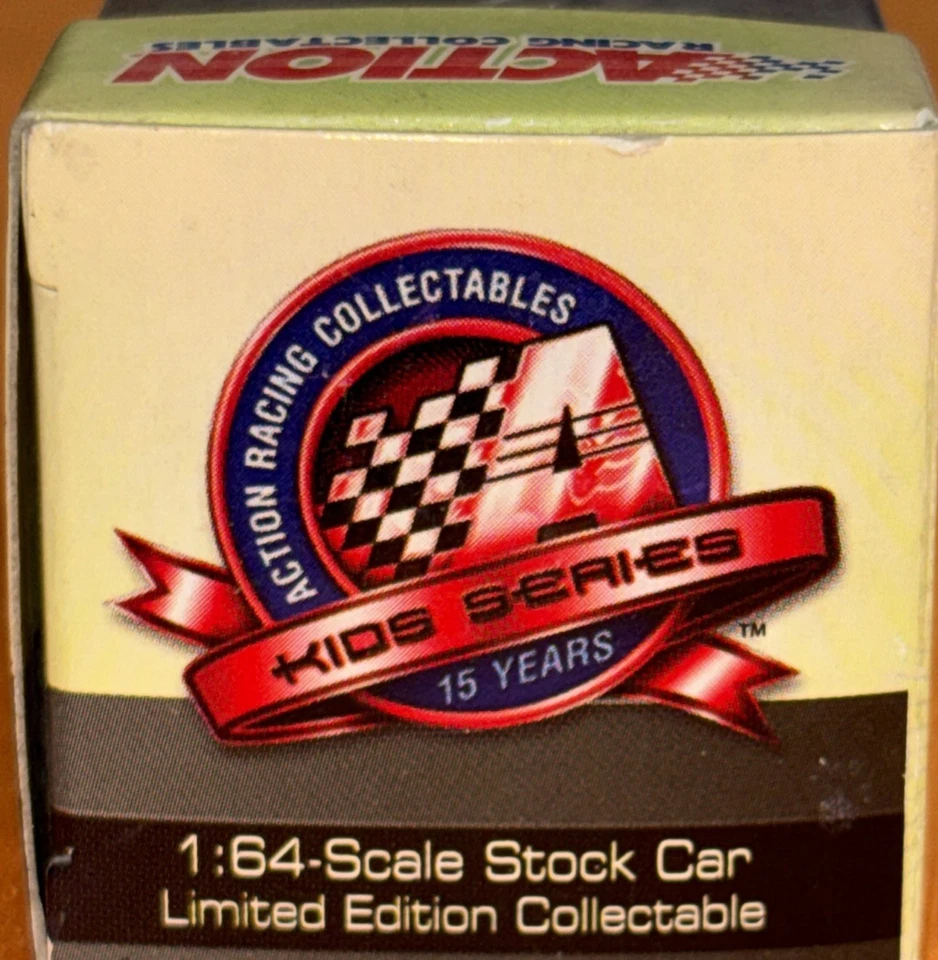 ACTION
RACING COLLECTABLES
ACTION RACING COLLECTABLES
A
KIDS SERIES
15 YEARS
TM
1:64-Scale Stock Car
Limited Edition Collectable